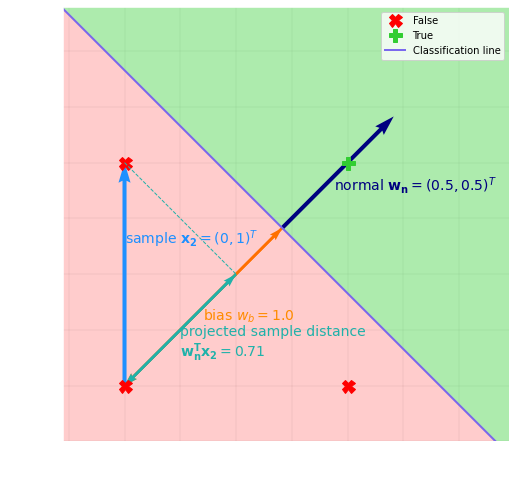 False
True
Classification line
normal $\mathbf{w_n} = (0.5, 0.5)^T$
sample $\mathbf{x_2} = (0, 1)^T$
bias $w_b = 1.0$
projected sample distance
$\mathbf{w_n^T x_2} = 0.71$